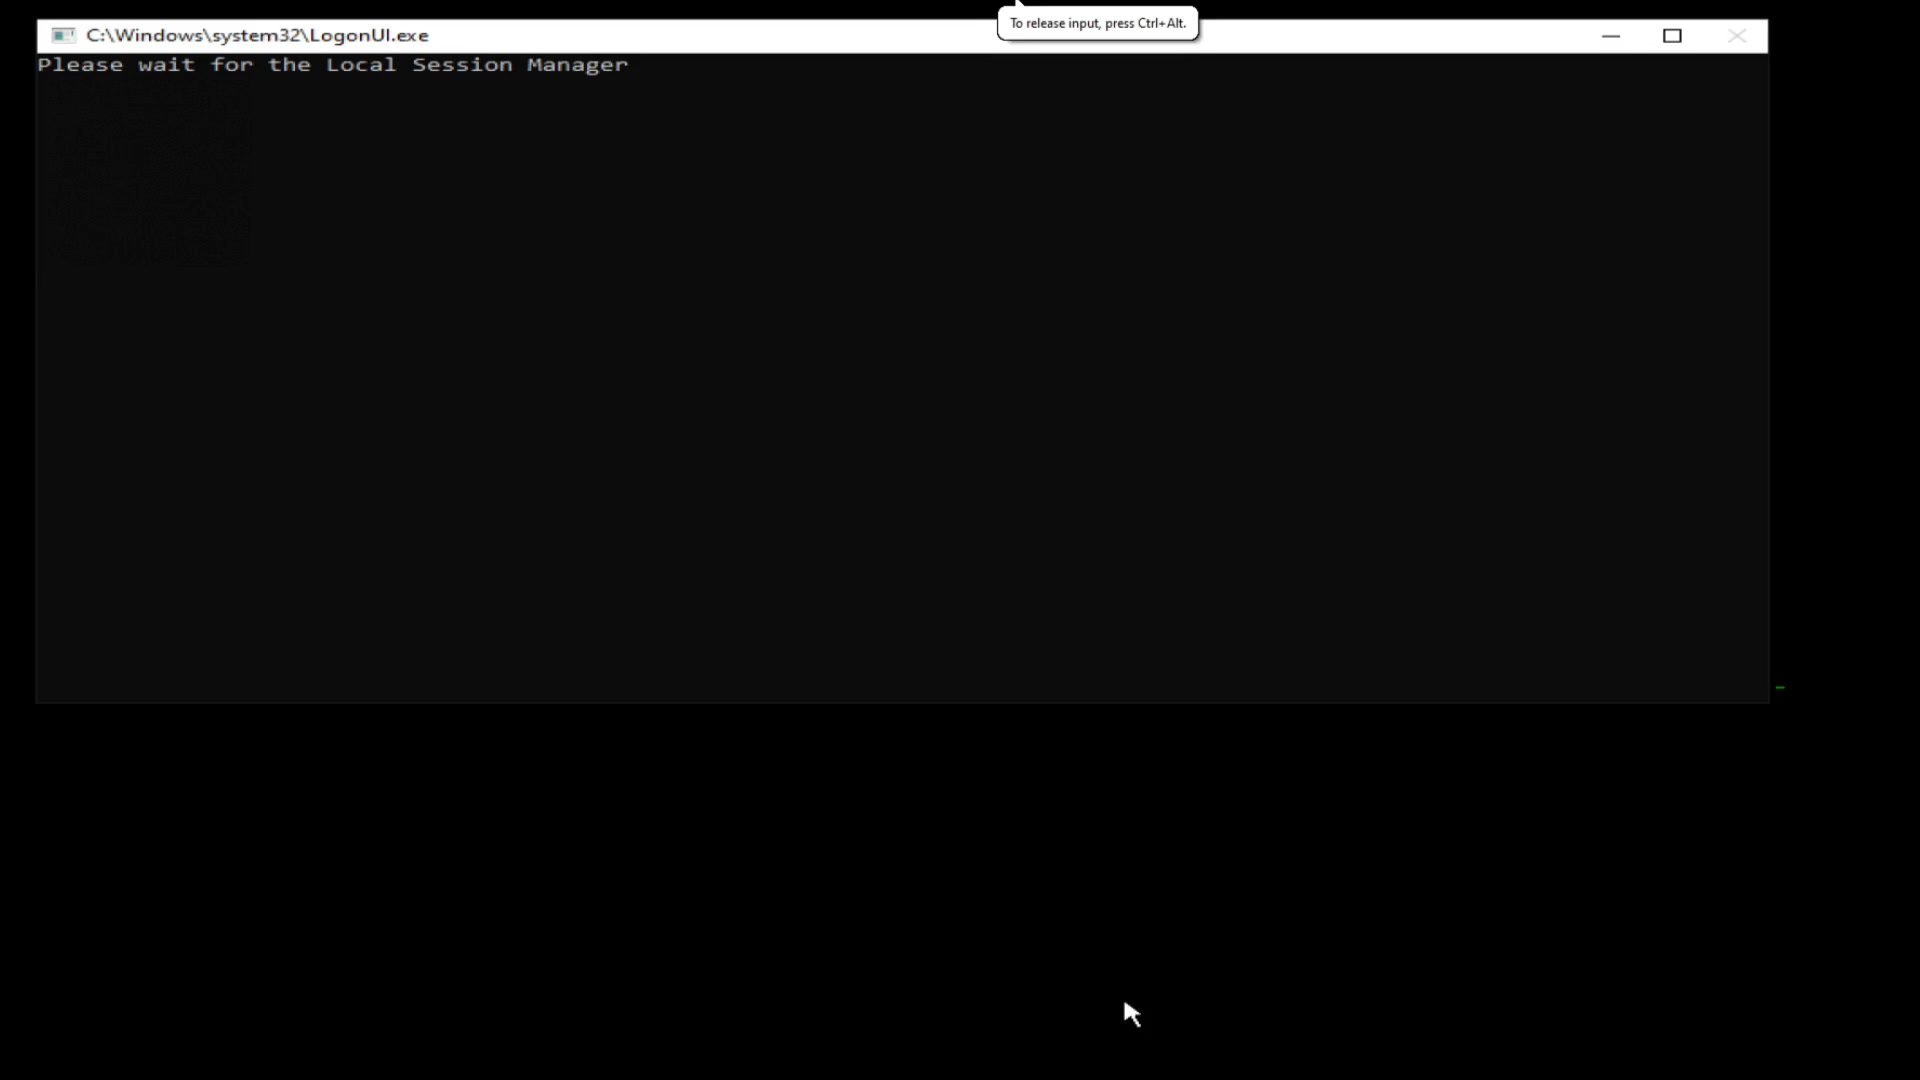 To release input, press Ctrl+Alt.
C:\Windows\system32\LogonUI.exe
Please wait for the Local Session Manager